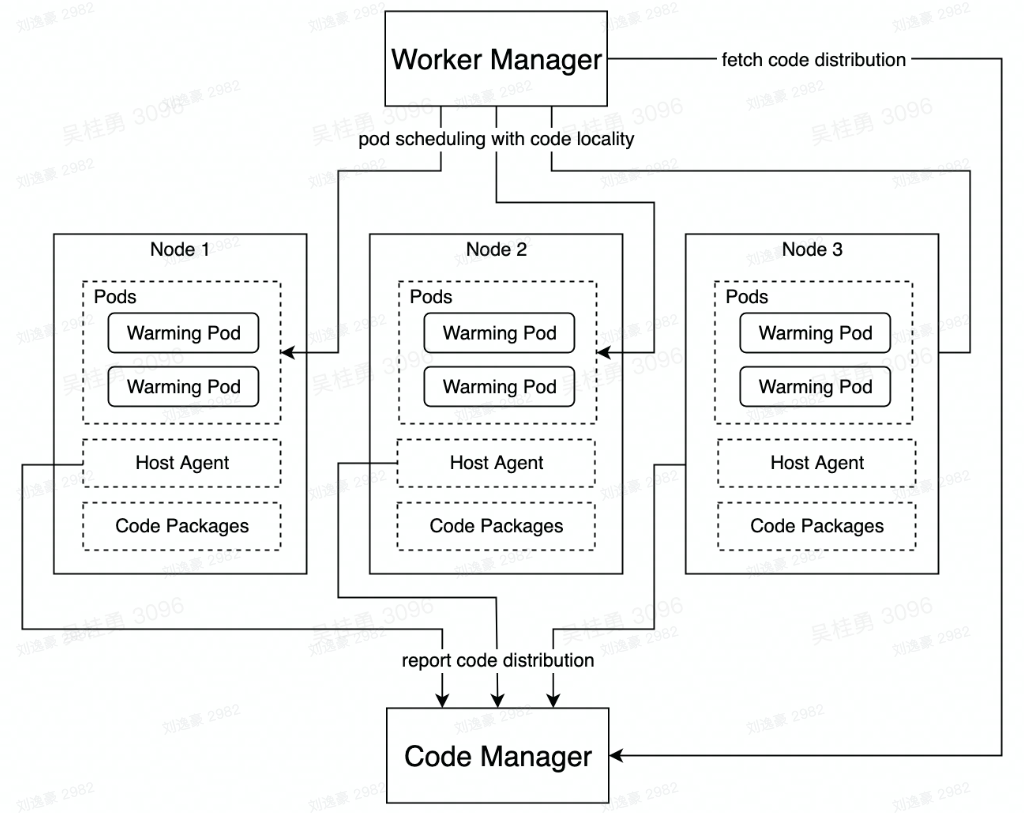 Worker Manager
fetch code distribution
pod scheduling with code locality
Node 1
Pods
Warming Pod
Warming Pod
Host Agent
Code Packages
Node 2
Pods
Warming Pod
Warming Pod
Host Agent
Code Packages
Node 3
Pods
Warming Pod
Warming Pod
Host Agent
Code Packages
report code distribution
Code Manager
刘逸豪 2982
吴桂勇 3096